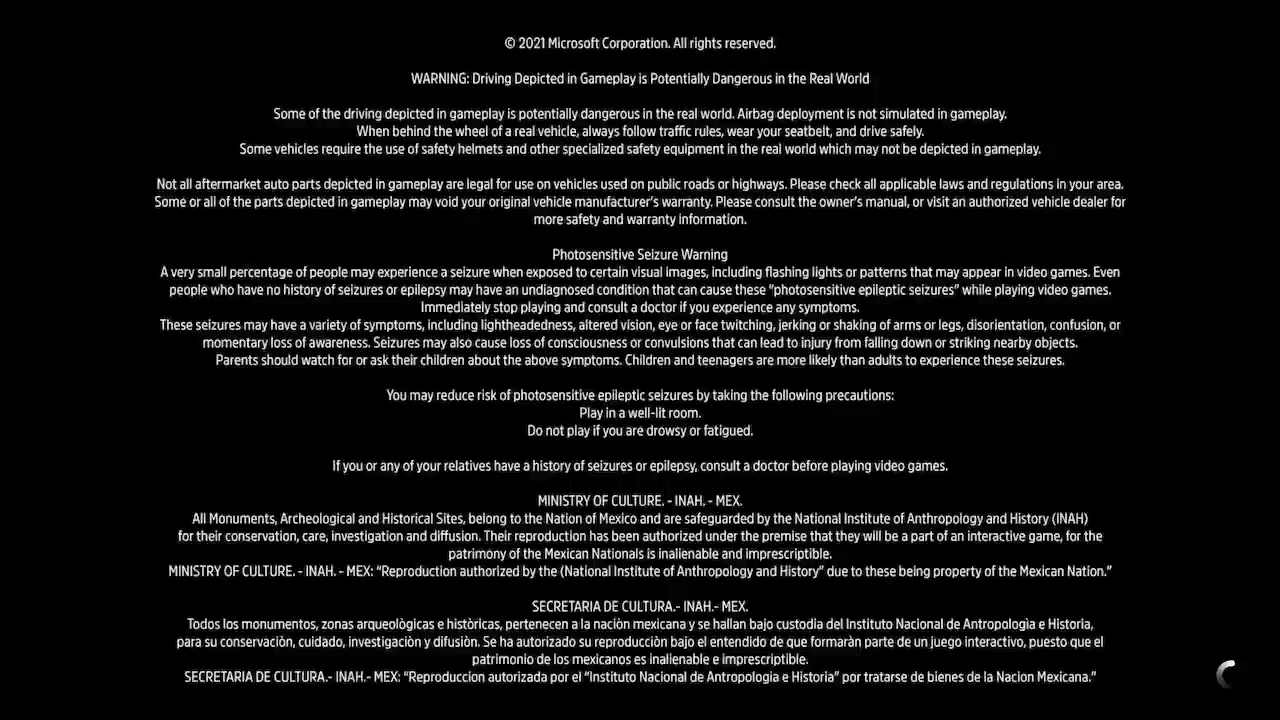 © 2021 Microsoft Corporation. All rights reserved.
WARNING: Driving Depicted in Gameplay is Potentially Dangerous in the Real World
Some of the driving depicted in gameplay is potentially dangerous in the real world. Airbag deployment is not simulated in gameplay.
When behind the wheel of a real vehicle, always follow traffic rules, wear your seatbelt, and drive safely.
Some vehicles require the use of safety helmets and other specialized safety equipment in the real world which may not be depicted in gameplay.
Not all aftermarket auto parts depicted in gameplay are legal for use on vehicles used on public roads or highways. Please check all applicable laws and regulations in your area.
Some or all of the parts depicted in gameplay may void your original vehicle manufacturer's warranty. Please consult the owner's manual, or visit an authorized vehicle dealer for
more safety and warranty information.
Photosensitive Seizure Warning
A very small percentage of people may experience a seizure when exposed to certain visual images, including flashing lights or patterns that may appear in video games. Even
people who have no history of seizures or epilepsy may have an undiagnosed condition that can cause these "photosensitive epileptic seizures" while playing video games.
Immediately stop playing and consult a doctor if you experience any symptoms.
These seizures may have a variety of symptoms, including lightheadedness, altered vision, eye or face twitching, jerking or shaking of arms or legs, disorientation, confusion, or
momentary loss of awareness. Seizures may also cause loss of consciousness or convulsions that can lead to injury from falling down or striking nearby objects.
Parents should watch for or ask their children about the above symptoms. Children and teenagers are more likely than adults to experience these seizures.
You may reduce risk of photosensitive epileptic seizures by taking the following precautions:
Play in a well-lit room.
Do not play if you are drowsy or fatigued.
If you or any of your relatives have a history of seizures or epilepsy, consult a doctor before playing video games.
MINISTRY OF CULTURE. - INAH. - MEX.
All Monuments, Archeological and Historical Sites, belong to the Nation of Mexico and are safeguarded by the National Institute of Anthropology and History (INAH)
for their conservation, care, investigation and diffusion. Their reproduction has been authorized under the premise that they will be a part of an interactive game, for the
patrimony of the Mexican Nationals is inalienable and imprescriptible.
MINISTRY OF CULTURE. - INAH. - MEX: “Reproduction authorized by the (National Institute of Anthropology and History” due to these being property of the Mexican Nation.”
SECRETARIA DE CULTURA.- INAH.- MEX.
Todos los monumentos, zonas arqueològicas e històricas, pertenecen a la naciòn mexicana y se hallan bajo custodia del Instituto Nacional de Antropologìa e Historia,
para su conservaciòn, cuidado, investigaciòn y difusiòn. Se ha autorizado su reproducciòn bajo el entendido de que formaràn parte de un juego interactivo, puesto que el
patrimonio de los mexicanos es inalienable e imprescriptible.
SECRETARIA DE CULTURA.- INAH.- MEX: “Reproduccion autorizada por el “Instituto Nacional de Antropologia e Historia” por tratarse de bienes de la Nacion Mexicana.”